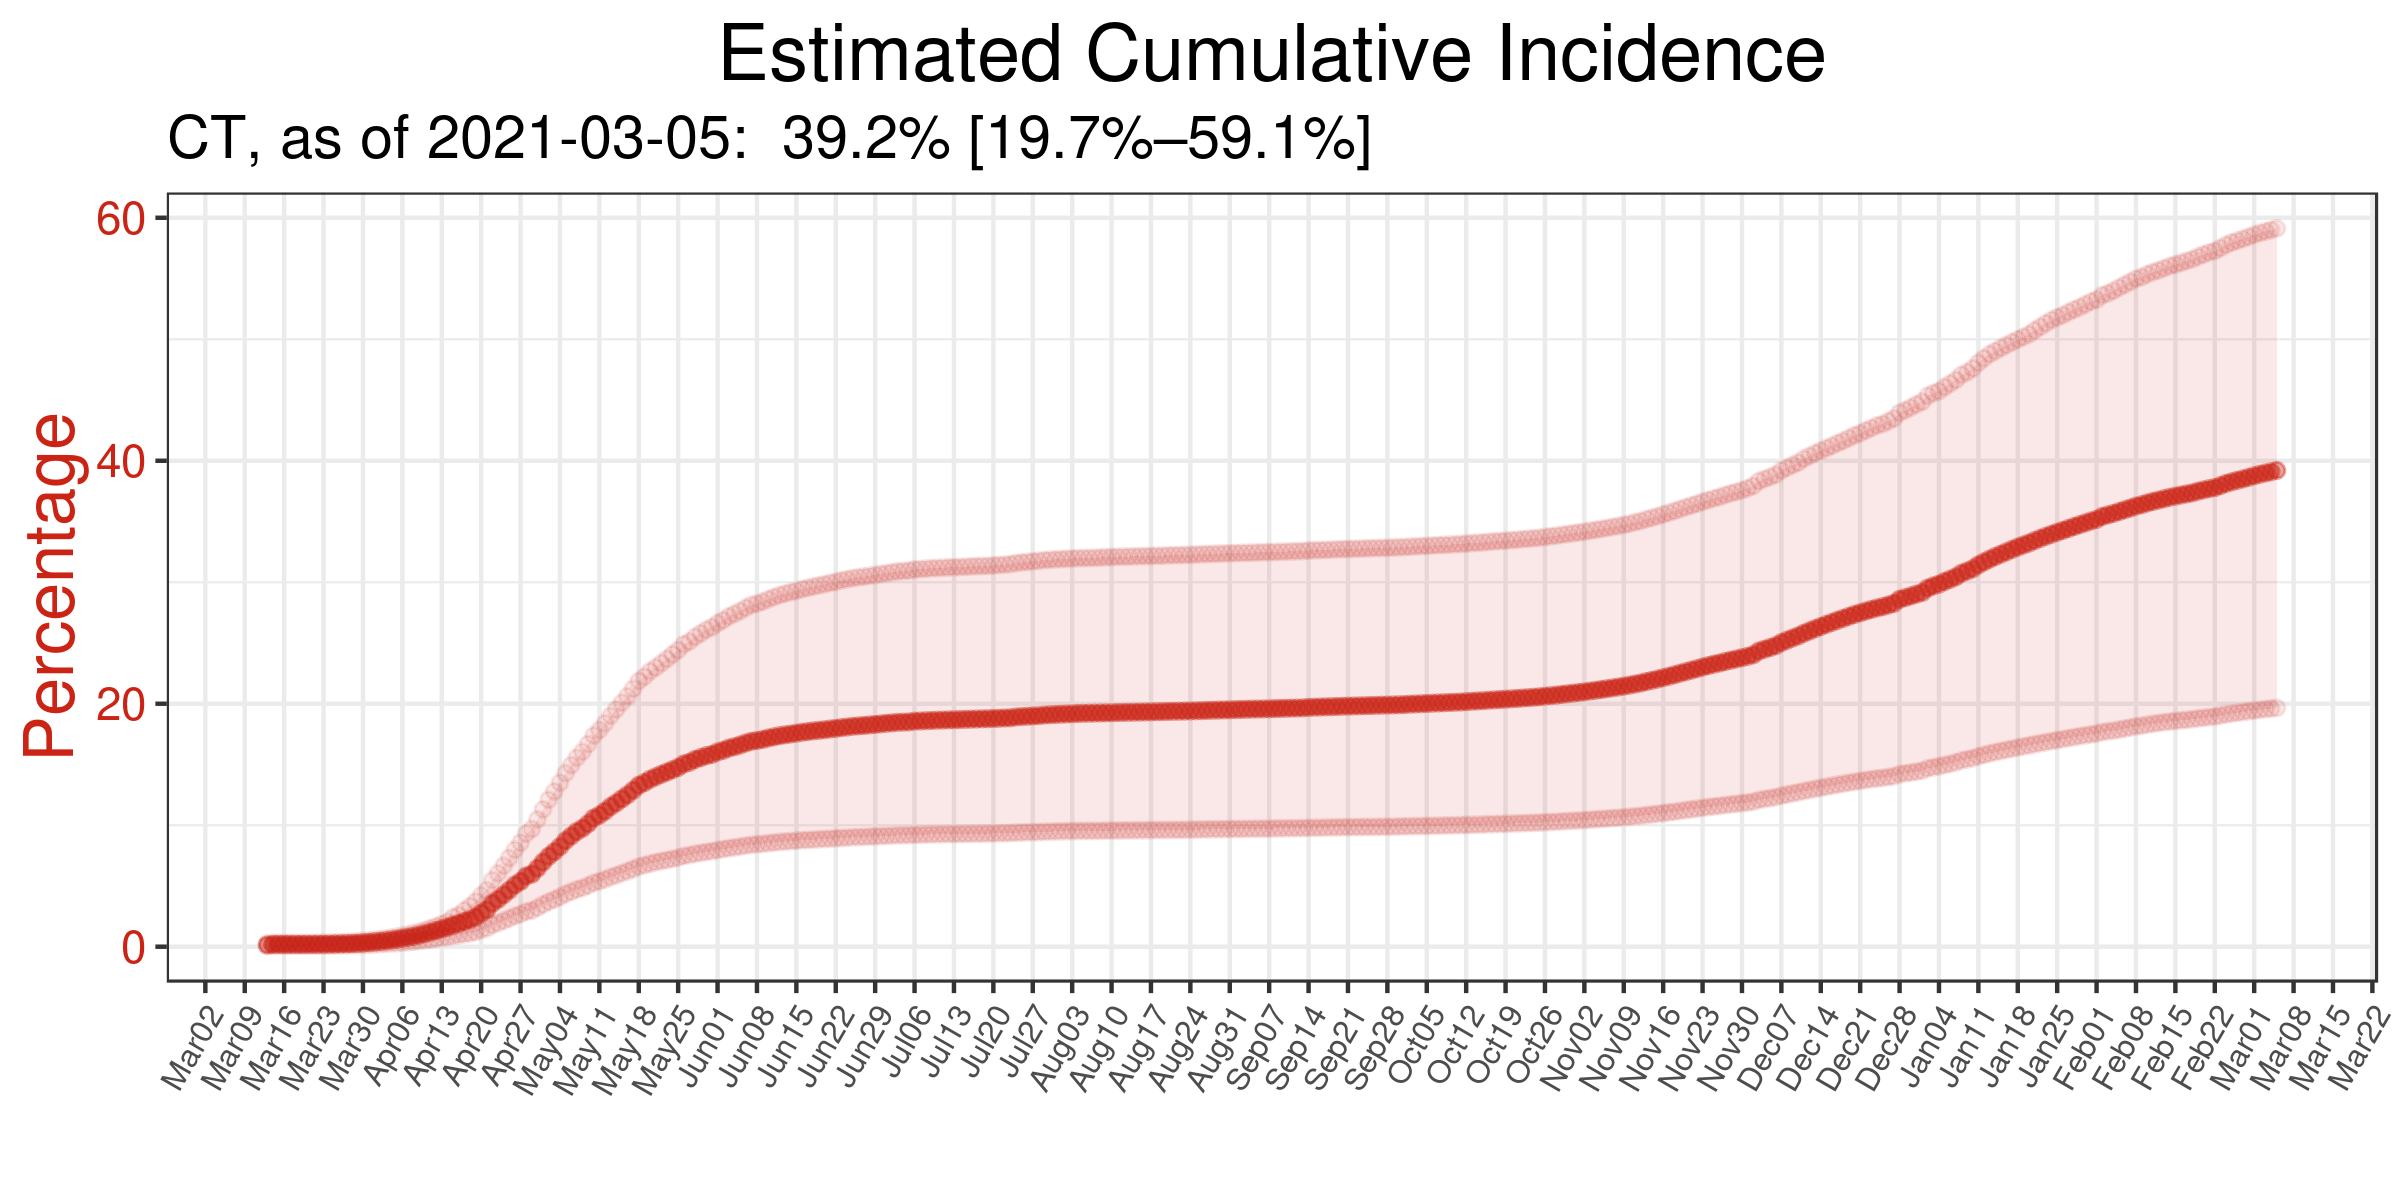 Estimated Cumulative Incidence
CT, as of 2021-03-05:  39.2% [19.7%–59.1%]
Percentage
60
40
20
0
Mar02
Mar09
Mar16
Mar23
Mar30
Apr06
Apr13
Apr20
Apr27
May04
May11
May18
May25
Jun01
Jun08
Jun15
Jun22
Jun29
Jul06
Jul13
Jul20
Jul27
Aug03
Aug10
Aug17
Aug24
Aug31
Sep07
Sep14
Sep21
Sep28
Oct05
Oct12
Oct19
Oct26
Nov02
Nov09
Nov16
Nov23
Nov30
Dec07
Dec14
Dec21
Dec28
Jan04
Jan11
Jan18
Jan25
Feb01
Feb08
Feb15
Feb22
Mar01
Mar08
Mar15
Mar22